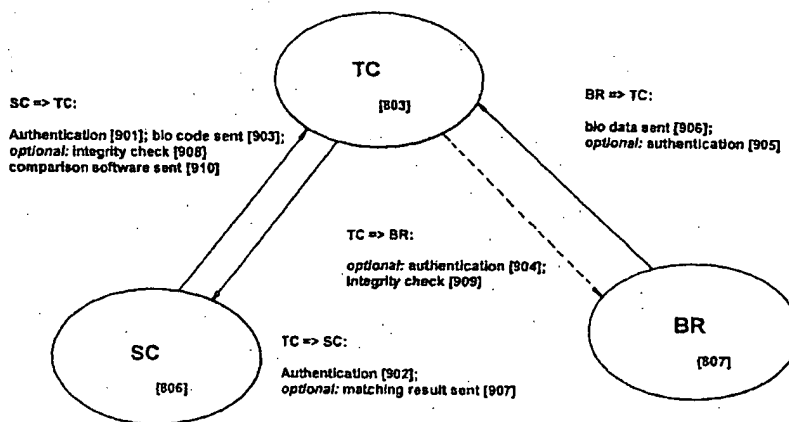 TC
[803]
SC => TC:
Authentication [901]; bio code sent [903];
optional: integrity check [908}
comparison software sent [910]
BR => TC:
bio data sent [906];
optional: authentication [905]
TC => BR:
optional: authentication [904];
integrity check [909]
SC
[806]
TC => SC:
Authentication [902];
optional: matching result sent [907]
BR
[807]